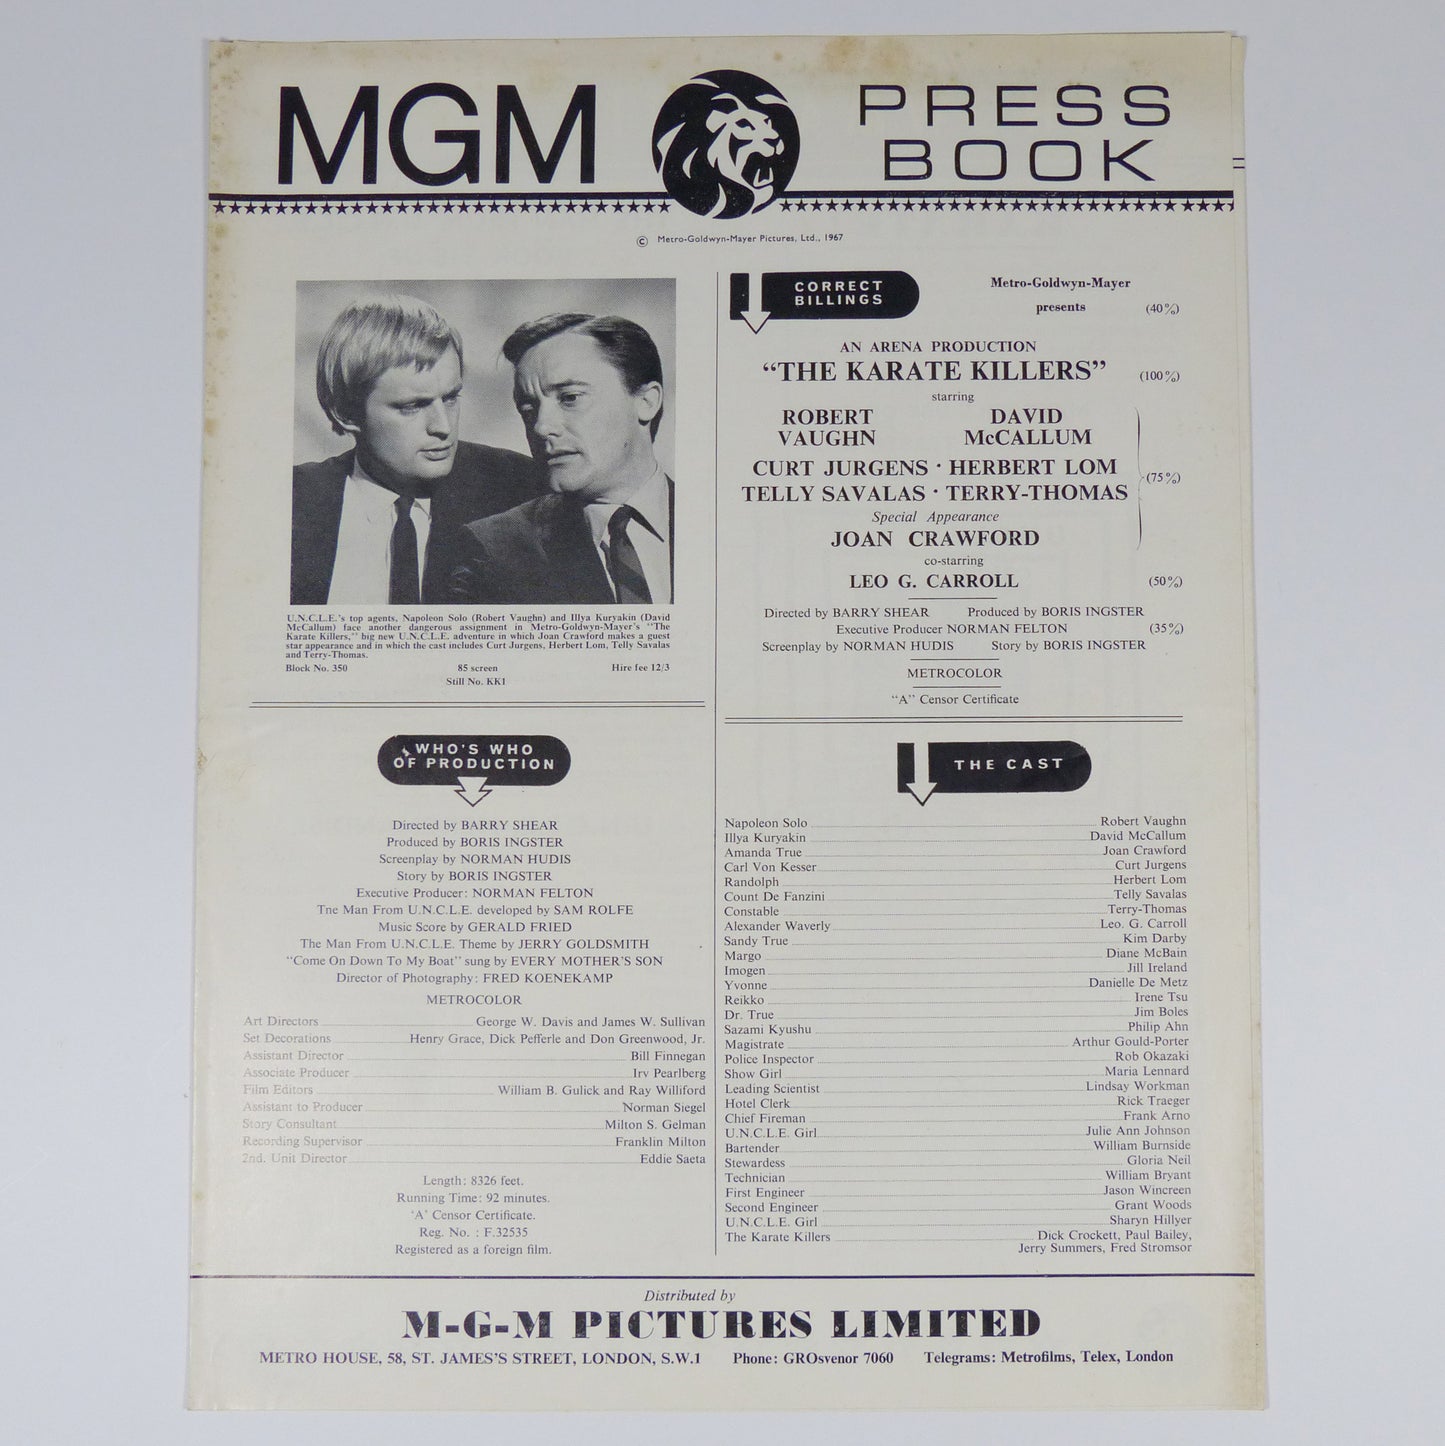 MGM
PRESS
BOOK
© Metro-Goldwyn-Mayer Pictures, Ltd., 1967
U.N.C.L.E.'s top agents, Napoleon Solo (Robert Vaughn) and Illya Kuryakin (David
McCallum) face another dangerous assignment in Metro-Goldwyn-Mayer's "The
Karate Killers," big new U.N.C.L.E. adventure in which Joan Crawford makes a guest
star appearance and in which the cast includes Curt Jurgens, Herbert Lom, Telly Savalas
and Terry-Thomas.
Block No. 350 85 screen Hire fee 12/3
Still No. KK1
CORRECT
BILLINGS
Metro-Goldwyn-Mayer
presents (40%)
AN ARENA PRODUCTION
"THE KARATE KILLERS" (100%)
starring
ROBERT DAVID
VAUGHN McCALLUM
CURT JURGENS · HERBERT LOM
(75%)
TELLY SAVALAS · TERRY-THOMAS
Special Appearance
JOAN CRAWFORD
co-starring
LEO G. CARROLL (50%)
Directed by BARRY SHEAR Produced by BORIS INGSTER
Executive Producer NORMAN FELTON (35%)
Screenplay by NORMAN HUDIS Story by BORIS INGSTER
METROCOLOR
"A" Censor Certificate
WHO'S WHO
OF PRODUCTION
Directed by BARRY SHEAR
Produced by BORIS INGSTER
Screenplay by NORMAN HUDIS
Story by BORIS INGSTER
Executive Producer: NORMAN FELTON
Tne Man From U.N.C.L.E. developed by SAM ROLFE
Music Score by GERALD FRIED
The Man From U.N.C.L.E. Theme by JERRY GOLDSMITH
"Come On Down To My Boat" sung by EVERY MOTHER'S SON
Director of Photography: FRED KOENEKAMP
METROCOLOR
Art Directors George W. Davis and James W. Sullivan
Set Decorations Henry Grace, Dick Pefferle and Don Greenwood, Jr.
Assistant Director Bill Finnegan
Associate Producer Irv Pearlberg
Film Editors William B. Gulick and Ray Williford
Assistant to Producer Norman Siegel
Story Consultant Milton S. Gelman
Recording Supervisor Franklin Milton
2nd. Unit Director Eddie Saeta
Length: 8326 feet.
Running Time: 92 minutes.
'A' Censor Certificate.
Reg. No. : F.32535
Registered as a foreign film.
THE CAST
Napoleon Solo Robert Vaughn
Illya Kuryakin David McCallum
Amanda True Joan Crawford
Carl Von Kesser Curt Jurgens
Randolph Herbert Lom
Count De Fanzini Telly Savalas
Constable Terry-Thomas
Alexander Waverly Leo. G. Carroll
Sandy True Kim Darby
Margo Diane McBain
Imogen Jill Ireland
Yvonne Danielle De Metz
Reikko Irene Tsu
Dr. True Jim Boles
Sazami Kyushu Philip Ahn
Magistrate Arthur Gould-Porter
Police Inspector Rob Okazaki
Show Girl Maria Lennard
Leading Scientist Lindsay Workman
Hotel Clerk Rick Traeger
Chief Fireman Frank Arno
U.N.C.L.E. Girl Julie Ann Johnson
Bartender William Burnside
Stewardess Gloria Neil
Technician William Bryant
First Engineer Jason Wincreen
Second Engineer Grant Woods
U.N.C.L.E. Girl Sharyn Hillyer
The Karate Killers Dick Crockett, Paul Bailey,
Jerry Summers, Fred Stromsor
Distributed by
M-G-M PICTURES LIMITED
METRO HOUSE, 58, ST. JAMES'S STREET, LONDON, S.W.1 Phone: GROsvenor 7060 Telegrams: Metrofilms, Telex, London